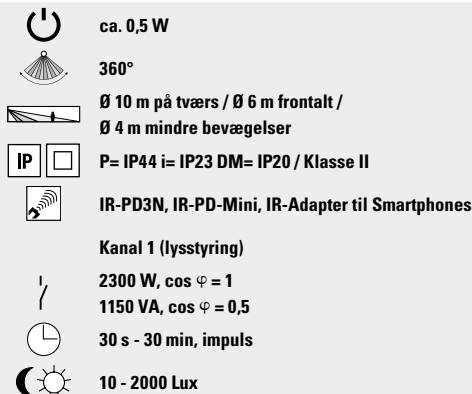 ca. 0,5 W
360°
Ø 10 m på tværs / Ø 6 m frontalt /
Ø 4 m mindre bevægelser
IP P= IP44 i= IP23 DM= IP20 / Klasse II
IR-PD3N, IR-PD-Mini, IR-Adapter til Smartphones
Kanal 1 (lysstyring)
2300 W, cos φ = 1
1150 VA, cos φ = 0,5
30 s - 30 min, impuls
10 - 2000 Lux